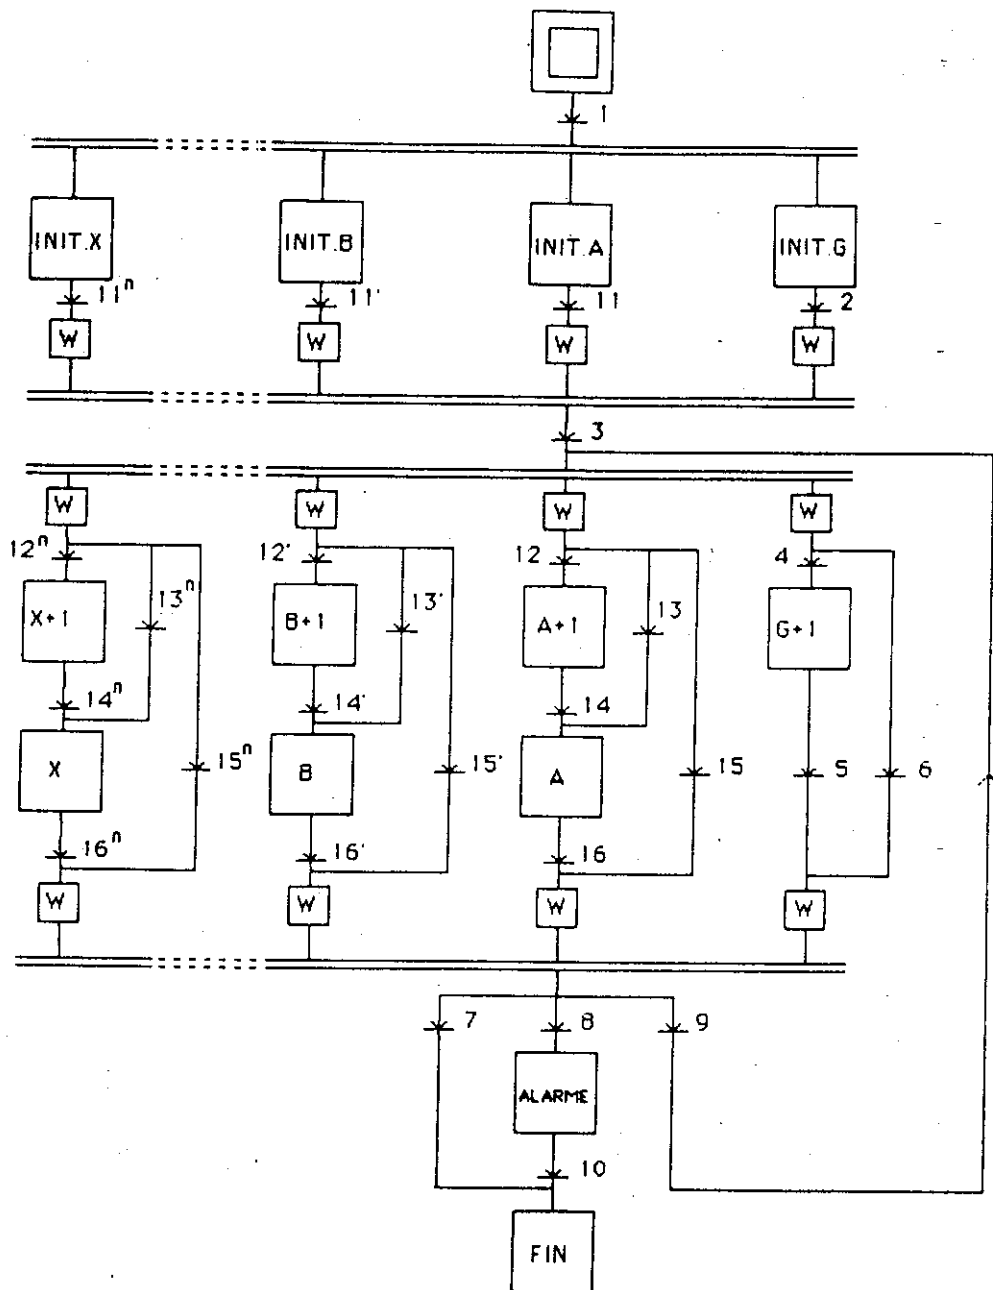 1
INIT.X INIT.B INIT.A INIT.G
11ⁿ 11' 11 2
W W W W
3
W W W W
12ⁿ 12' 12 4
13ⁿ 13' 13
X+1 B+1 A+1 G+1
14ⁿ 14' 14
X 15ⁿ B 15' A 15 5 6
16ⁿ 16' 16
W W W W
7 8 9
ALARME
10
FIN